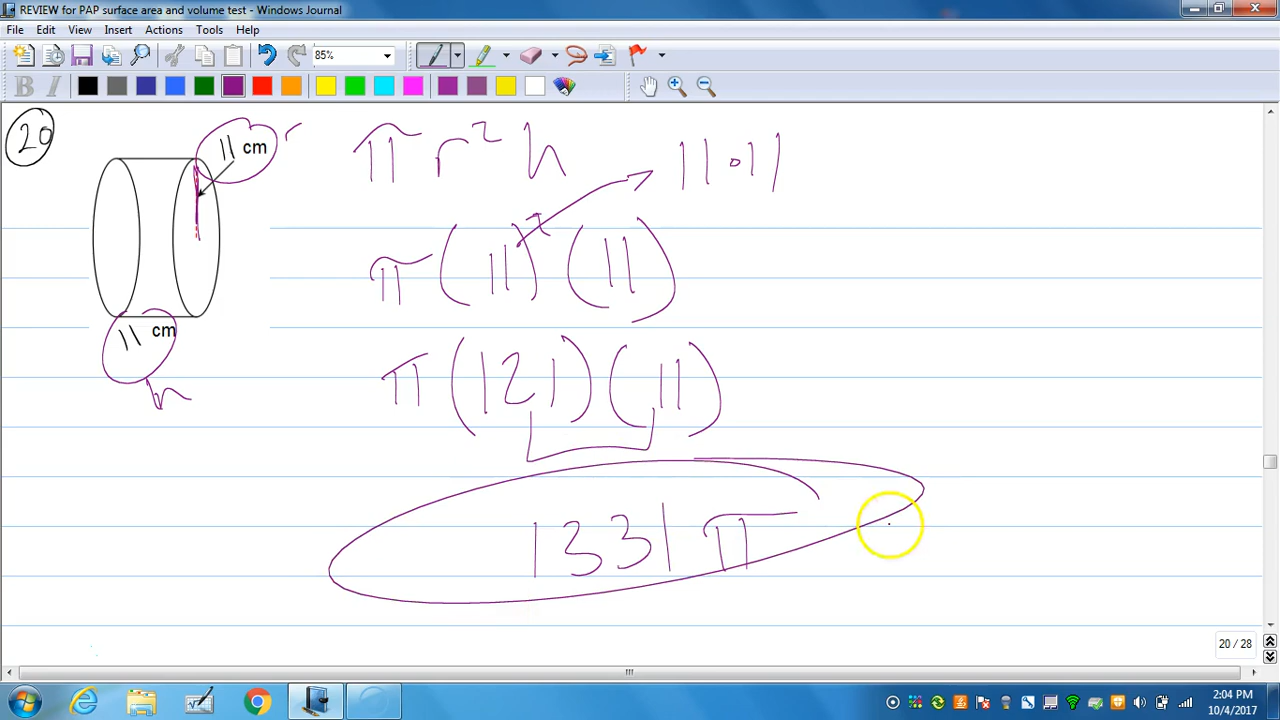 REVIEW for PAP surface area and volume test - Windows Journal
File Edit View Insert Actions Tools Help
85%
B I
20
11 cm r
π r² h
11•11
π (11)² (11)
11 cm
h
π (121) (11)
1331 π
20 / 28
2:04 PM
10/4/2017